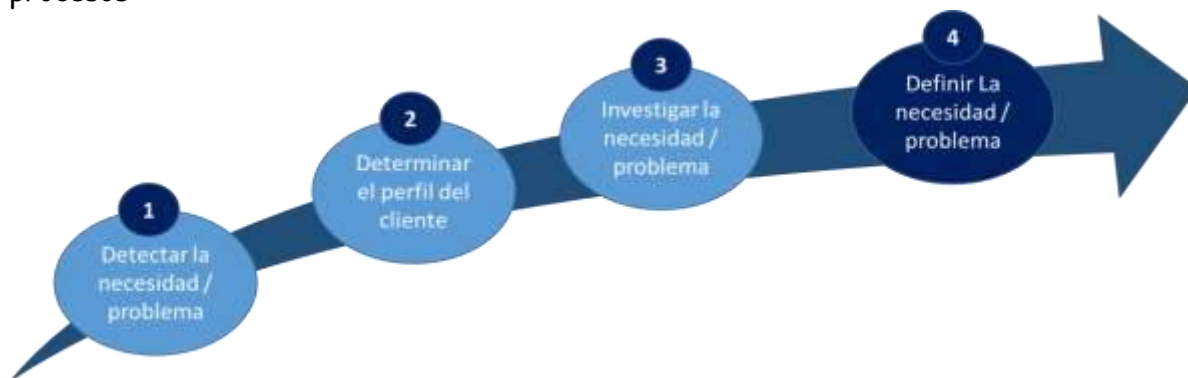 procesos
1
Detectar la
necesidad /
problema
2
Determinar
el perfil del
cliente
3
Investigar la
necesidad /
problema
4
Definir La
necesidad /
problema